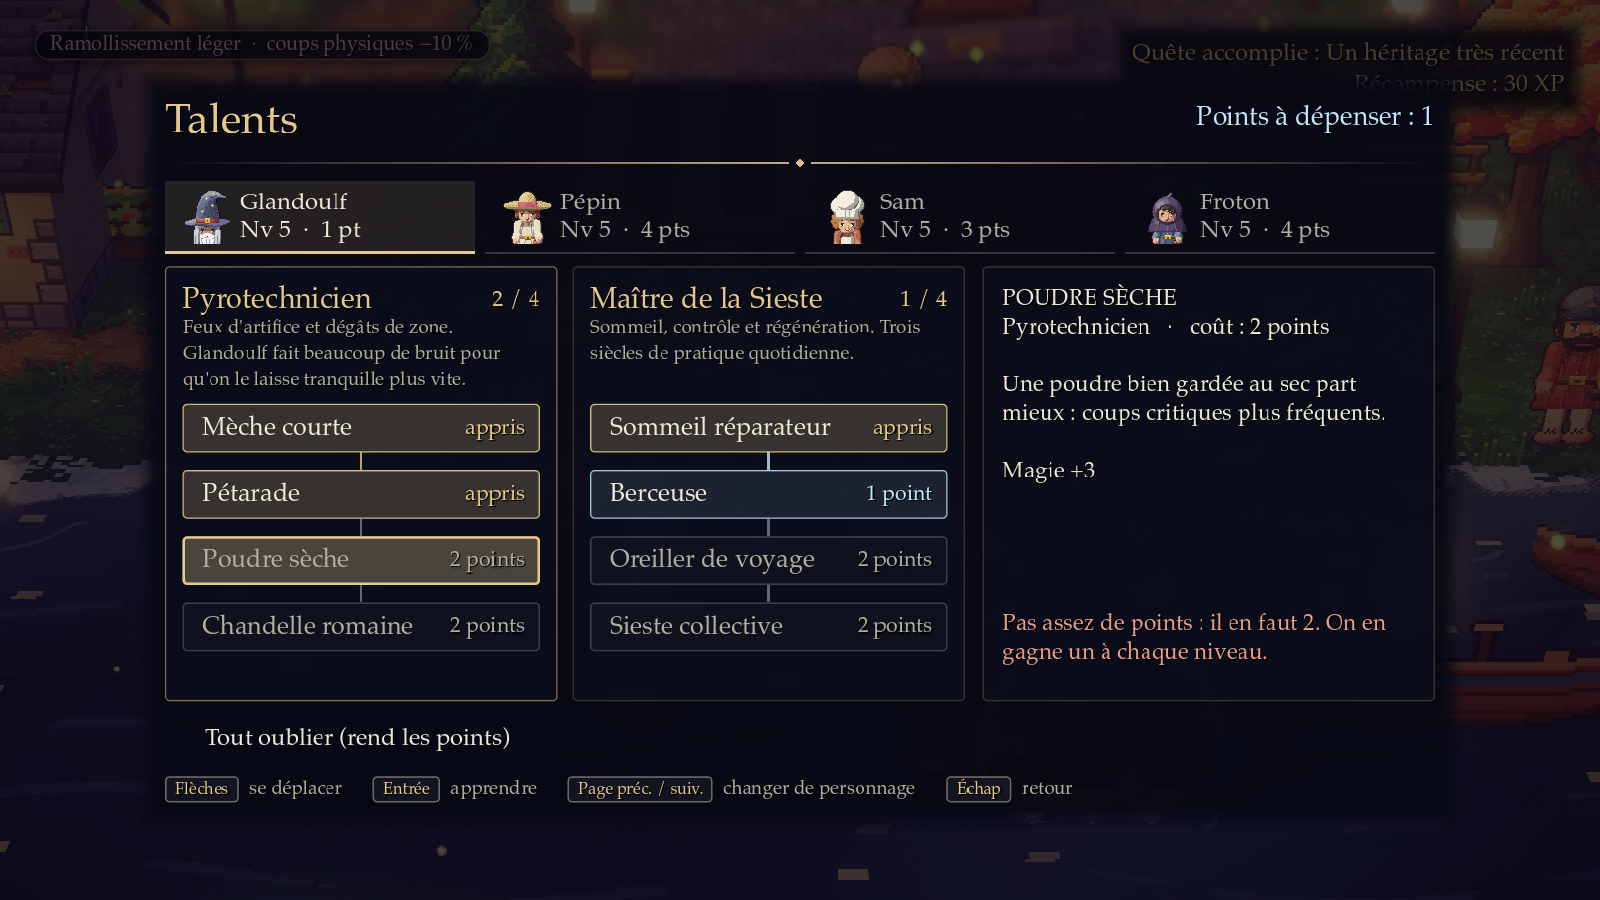 Ramollissement léger · coups physiques −10 %
Quête accomplie : Un héritage très récent
Récompense : 30 XP
Talents
Points à dépenser : 1
Glandoulf
Nv 5 · 1 pt
Pépin
Nv 5 · 4 pts
Sam
Nv 5 · 3 pts
Froton
Nv 5 · 4 pts
Pyrotechnicien 2 / 4
Feux d'artifice et dégâts de zone.
Glandoulf fait beaucoup de bruit pour
qu'on le laisse tranquille plus vite.
Mèche courte appris
Pétarade appris
Poudre sèche 2 points
Chandelle romaine 2 points
Maître de la Sieste 1 / 4
Sommeil, contrôle et régénération. Trois
siècles de pratique quotidienne.
Sommeil réparateur appris
Berceuse 1 point
Oreiller de voyage 2 points
Sieste collective 2 points
POUDRE SÈCHE
Pyrotechnicien · coût : 2 points
Une poudre bien gardée au sec part
mieux : coups critiques plus fréquents.
Magie +3
Pas assez de points : il en faut 2. On en
gagne un à chaque niveau.
Tout oublier (rend les points)
Flèches se déplacer Entrée apprendre Page préc. / suiv. changer de personnage Échap retour